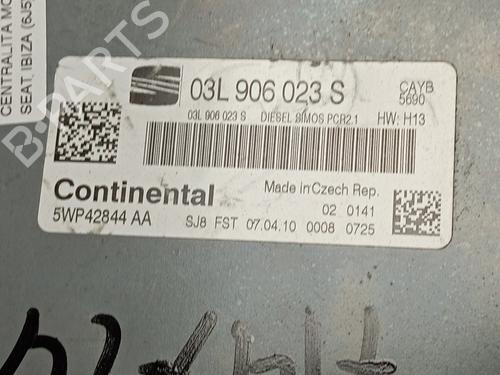 CENTRALITA MO
SEAT IBIZA (6J5)
B-PARTS
03L 906 023 S
CAYB
5690
03L 906 023 S DIESEL SIMOS PCR2.1 HW: H13
Continental
Made in Czech Rep.
5WP42844 AA
02 0141
SJ8 FST 07.04.10 0008 0725